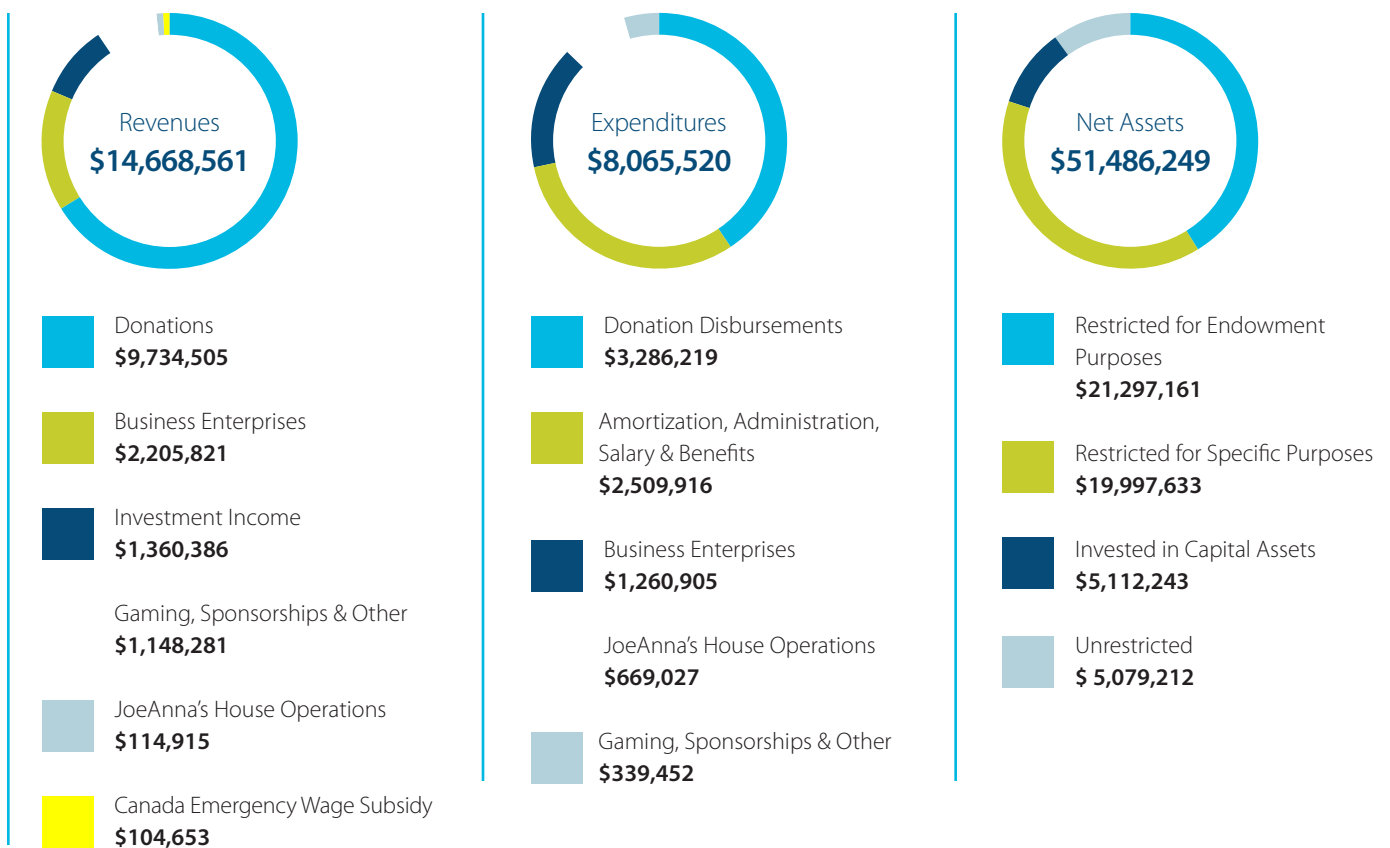 Revenues
$14,668,561
Donations
$9,734,505
Business Enterprises
$2,205,821
Investment Income
$1,360,386
Gaming, Sponsorships & Other
$1,148,281
JoeAnna’s House Operations
$114,915
Canada Emergency Wage Subsidy
$104,653
Expenditures
$8,065,520
Donation Disbursements
$3,286,219
Amortization, Administration,
Salary & Benefits
$2,509,916
Business Enterprises
$1,260,905
JoeAnna’s House Operations
$669,027
Gaming, Sponsorships & Other
$339,452
Net Assets
$51,486,249
Restricted for Endowment
Purposes
$21,297,161
Restricted for Specific Purposes
$19,997,633
Invested in Capital Assets
$5,112,243
Unrestricted
$ 5,079,212